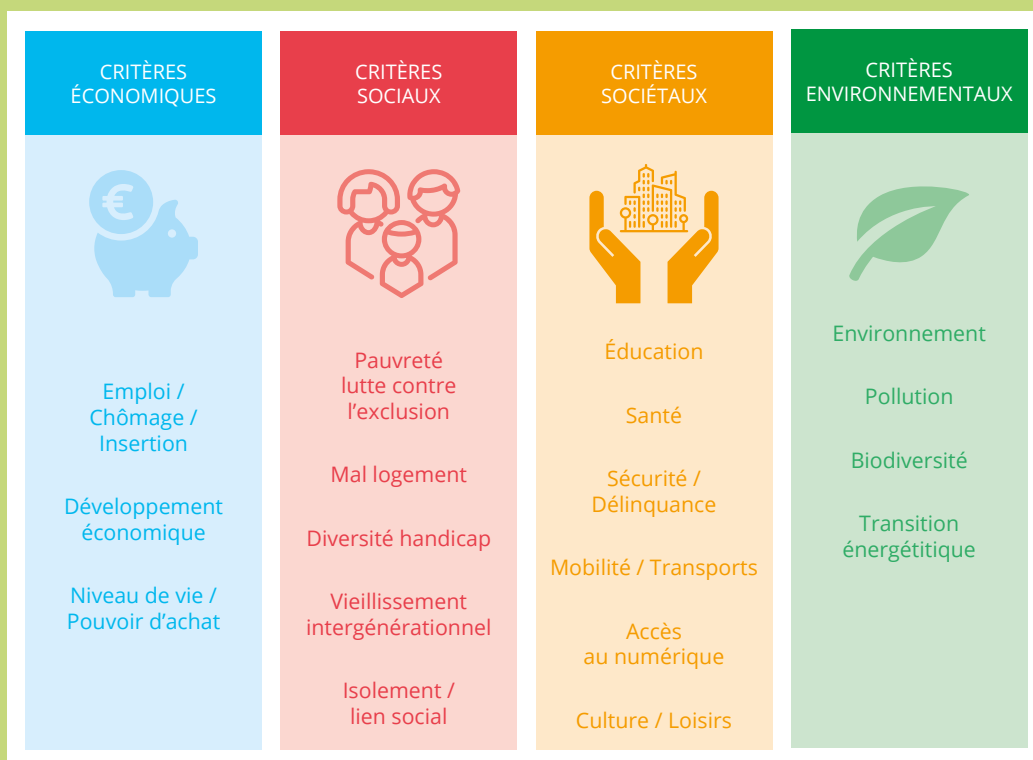 CRITÈRES
ÉCONOMIQUES
€
Emploi /
Chômage /
Insertion
Développement
économique
Niveau de vie /
Pouvoir d’achat
CRITÈRES
SOCIAUX
Pauvreté
lutte contre
l’exclusion
Mal logement
Diversité handicap
Vieillissement
intergénérationnel
Isolement /
lien social
CRITÈRES
SOCIÉTAUX
Éducation
Santé
Sécurité /
Délinquance
Mobilité / Transports
Accès
au numérique
Culture / Loisirs
CRITÈRES
ENVIRONNEMENTAUX
Environnement
Pollution
Biodiversité
Transition
énergétitique